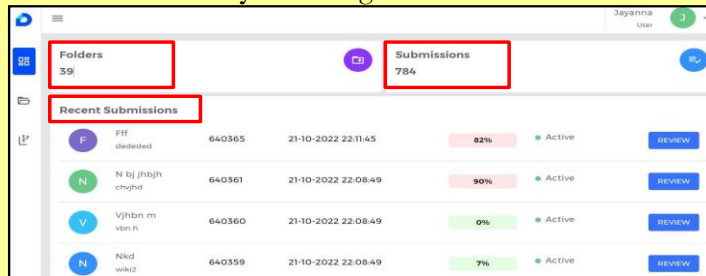 Jayanna
User
J
Folders
39
Submissions
784
Recent Submissions
F Fff 640365 21-10-2022 22:11:45 82% Active REVIEW
dededed
N N bj jhbjh 640361 21-10-2022 22:08:49 90% Active REVIEW
chvjhd
V Vjhbn m 640360 21-10-2022 22:08:49 0% Active REVIEW
vbn h
N Nkd 640359 21-10-2022 22:08:49 7% Active REVIEW
wiki2